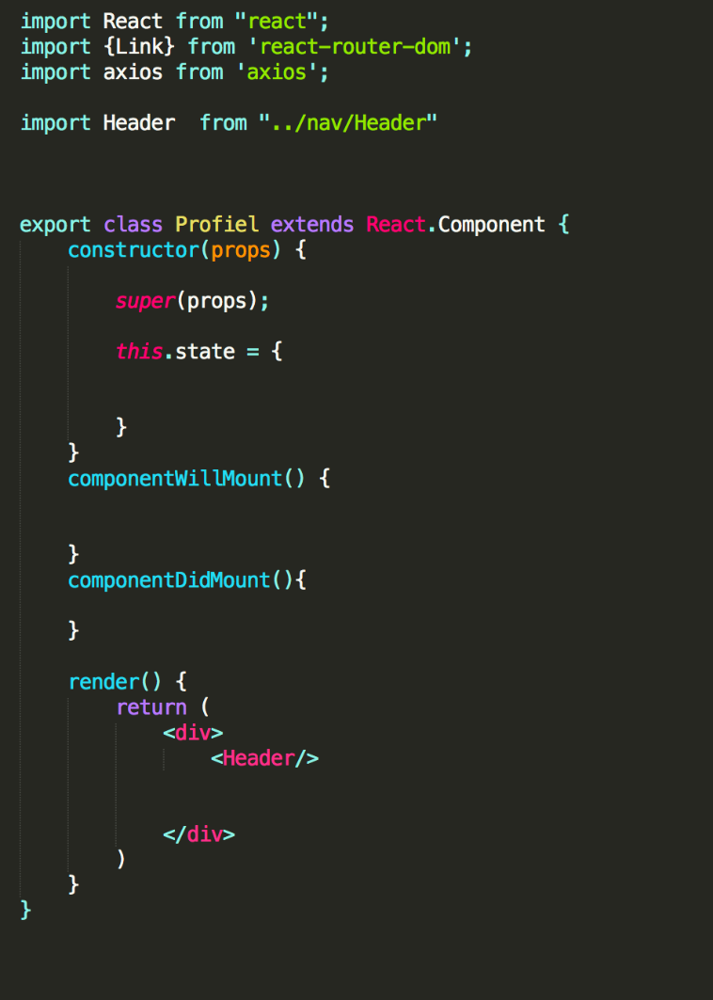 import React from "react";
import {Link} from 'react-router-dom';
import axios from 'axios';
import Header  from "../nav/Header"
export class Profiel extends React.Component {
    constructor(props) {
        super(props);
        this.state = {
        }
    }
    componentWillMount() {
    }
    componentDidMount(){
    }
    render() {
        return (
            <div>
                <Header/>
            </div>
        )
    }
}